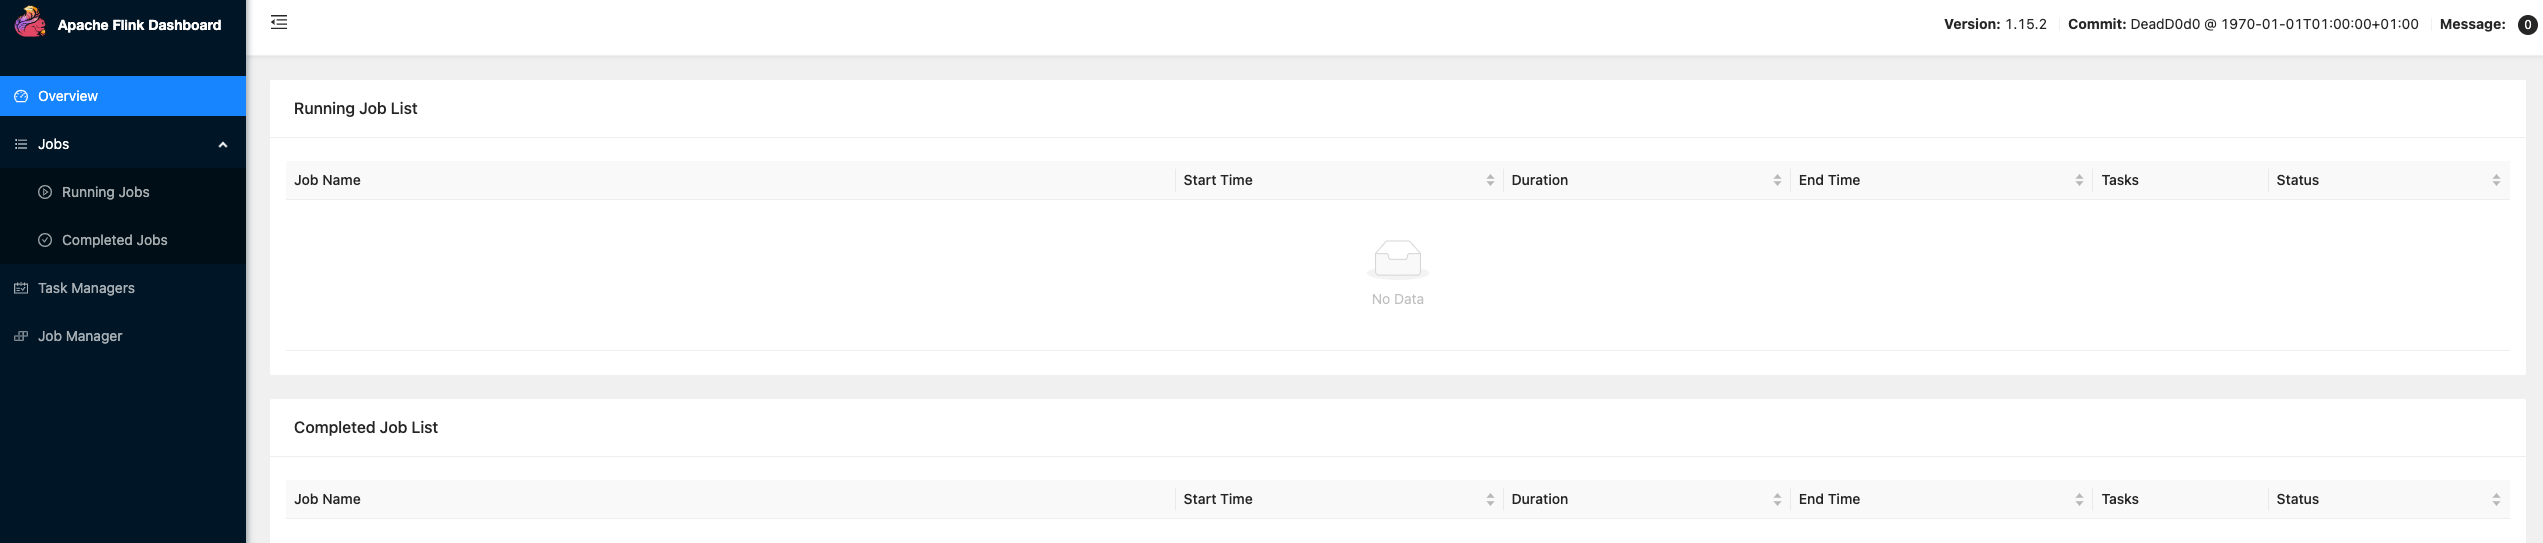 Apache Flink Dashboard
Version: 1.15.2 Commit: DeadD0d0 @ 1970-01-01T01:00:00+01:00 Message: 0
Overview
Jobs
Running Jobs
Completed Jobs
Task Managers
Job Manager
Running Job List
Job Name Start Time Duration End Time Tasks Status
No Data
Completed Job List
Job Name Start Time Duration End Time Tasks Status